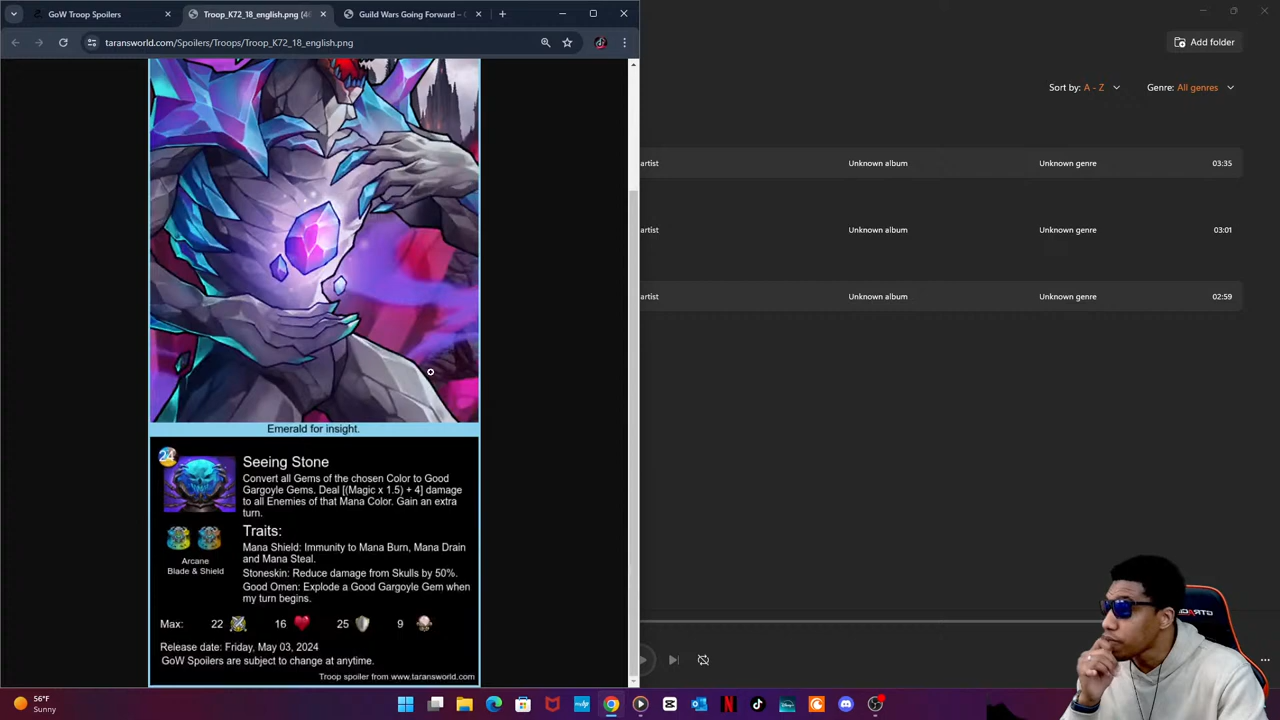 GoW Troop Spoilers
Troop_K72_18_english.png (46
Guild Wars Going Forward –
taransworld.com/Spoilers/Troops/Troop_K72_18_english.png
Add folder
Sort by: A - Z
Genre: All genres
artist Unknown album Unknown genre 03:35
artist Unknown album Unknown genre 03:01
artist Unknown album Unknown genre 02:59
Emerald for insight.
24
Seeing Stone
Convert all Gems of the chosen Color to Good
Gargoyle Gems. Deal [(Magic x 1.5) + 4] damage
to all Enemies of that Mana Color. Gain an extra
turn.
Traits:
Arcane
Blade & Shield
Mana Shield: Immunity to Mana Burn, Mana Drain
and Mana Steal.
Stoneskin: Reduce damage from Skulls by 50%.
Good Omen: Explode a Good Gargoyle Gem when
my turn begins.
Max: 22 16 25 9
Release date: Friday, May 03, 2024
GoW Spoilers are subject to change at anytime.
Troop spoiler from www.taransworld.com
GTRACING
56°F
Sunny